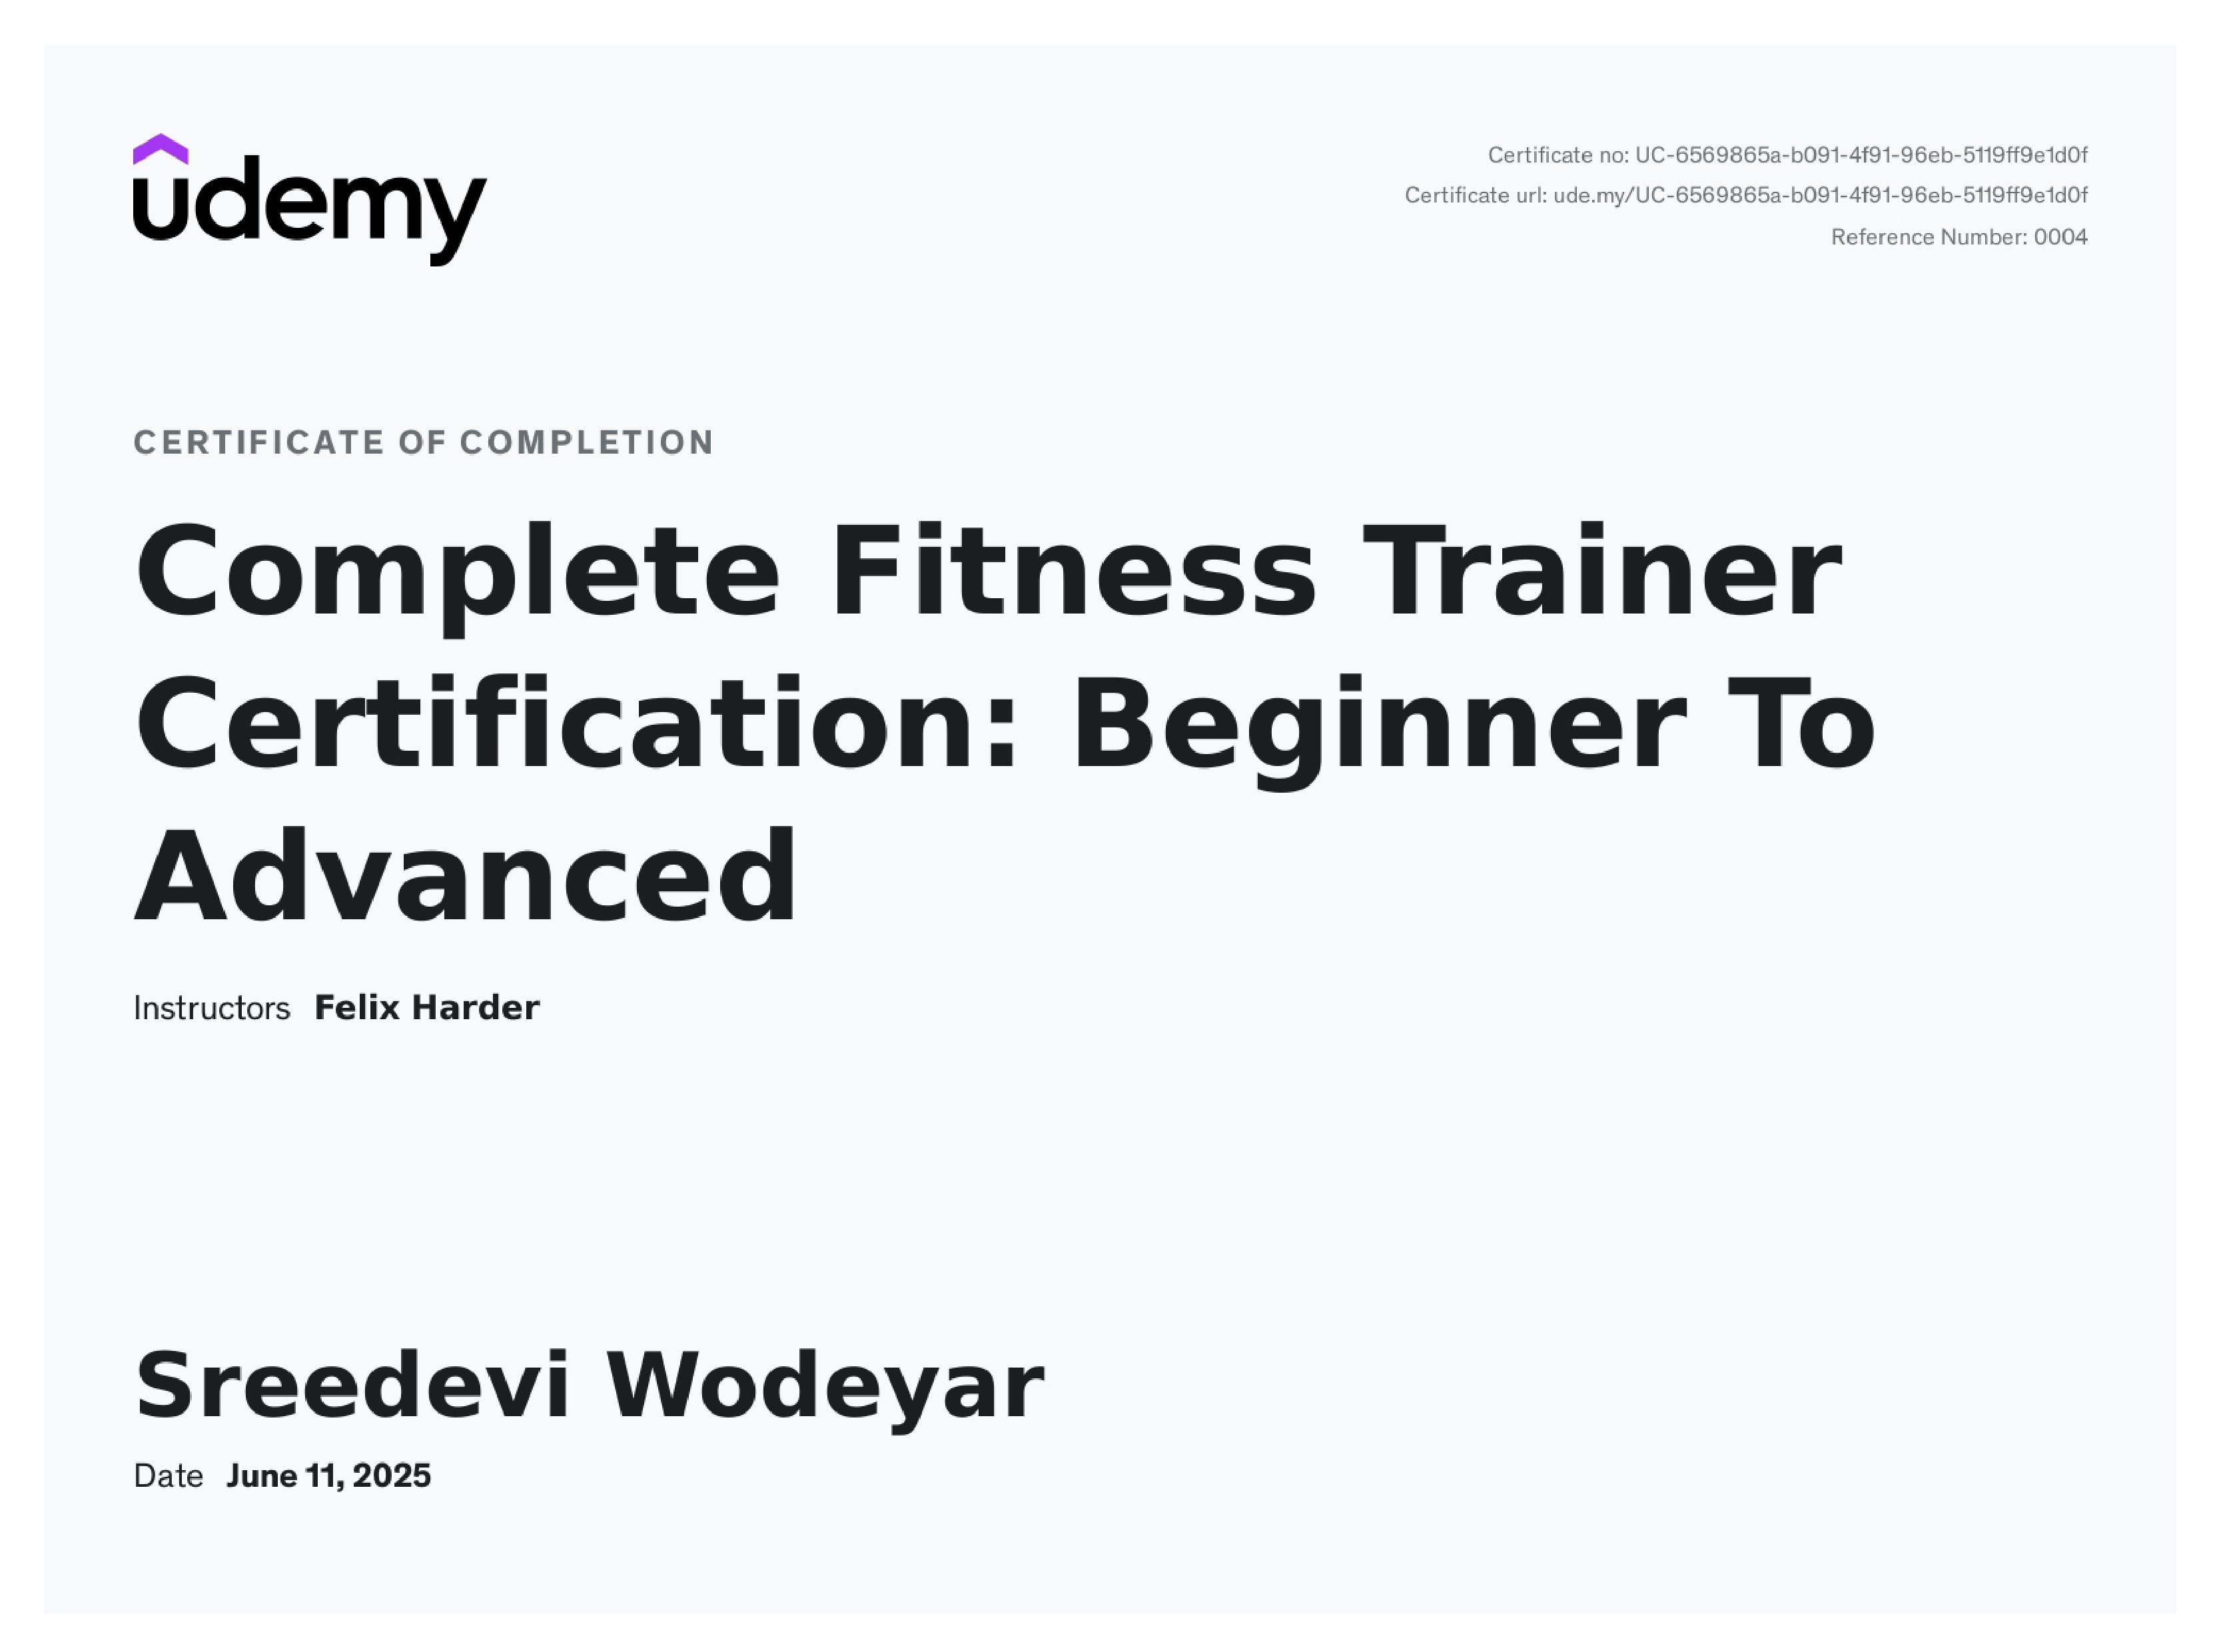 udemy
Certificate no: UC-6569865a-b091-4f91-96eb-5119ff9e1d0f
Certificate url: ude.my/UC-6569865a-b091-4f91-96eb-5119ff9e1d0f
Reference Number: 0004
CERTIFICATE OF COMPLETION
Complete Fitness Trainer
Certification: Beginner To
Advanced
Instructors Felix Harder
Sreedevi Wodeyar
Date June 11, 2025